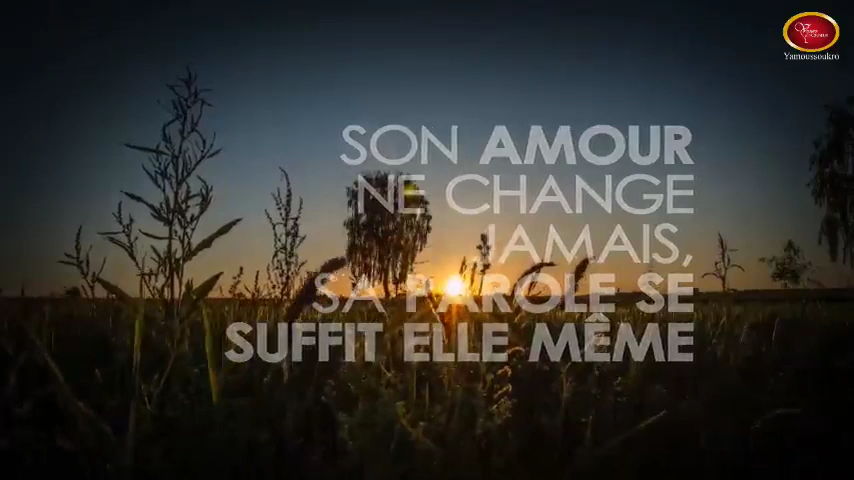 Yamoussoukro
SON AMOUR
NE CHANGE
JAMAIS,
SA PAROLE SE
SUFFIT ELLE MÊME